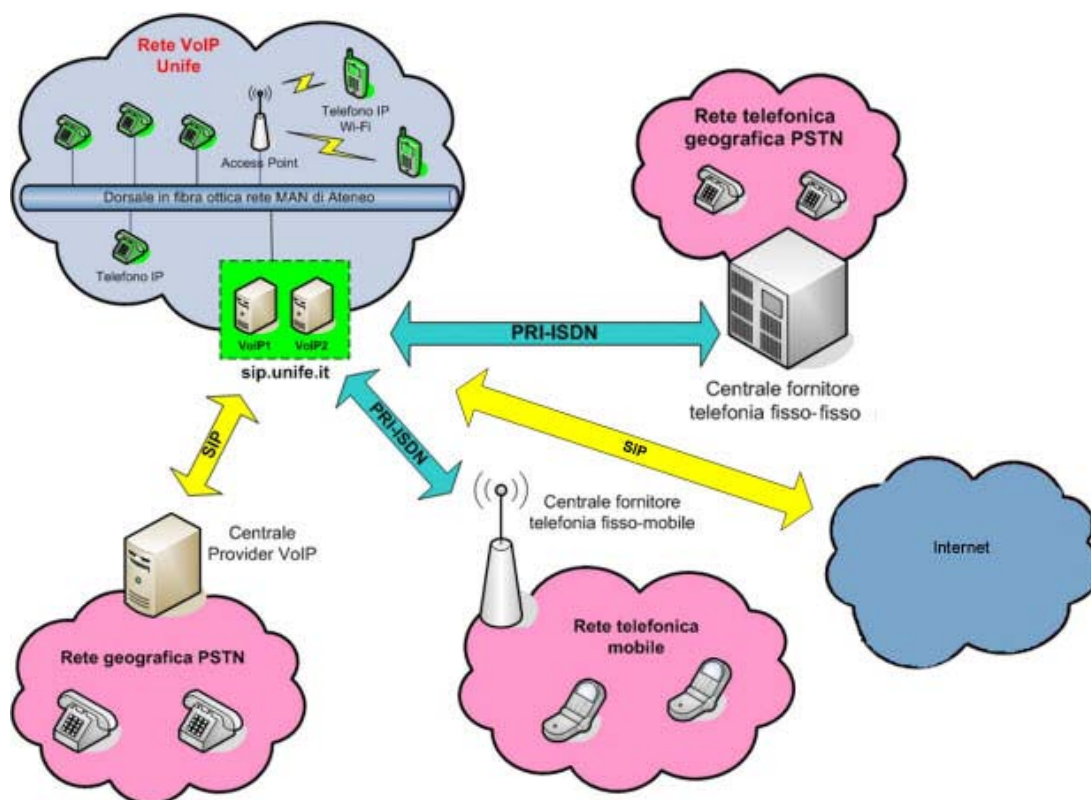 Rete VoIP
Unife
Telefono IP
Wi-Fi
Access Point
Dorsale in fibra ottica rete MAN di Ateneo
Telefono IP
VoIP1
VoIP2
sip.unife.it
Rete telefonica
geografica PSTN
PRI-ISDN
Centrale fornitore
telefonia fisso-fisso
PRI-ISDN
SIP
SIP
Centrale fornitore
telefonia fisso-mobile
Centrale
Provider VoIP
Internet
Rete telefonica
mobile
Rete geografica PSTN